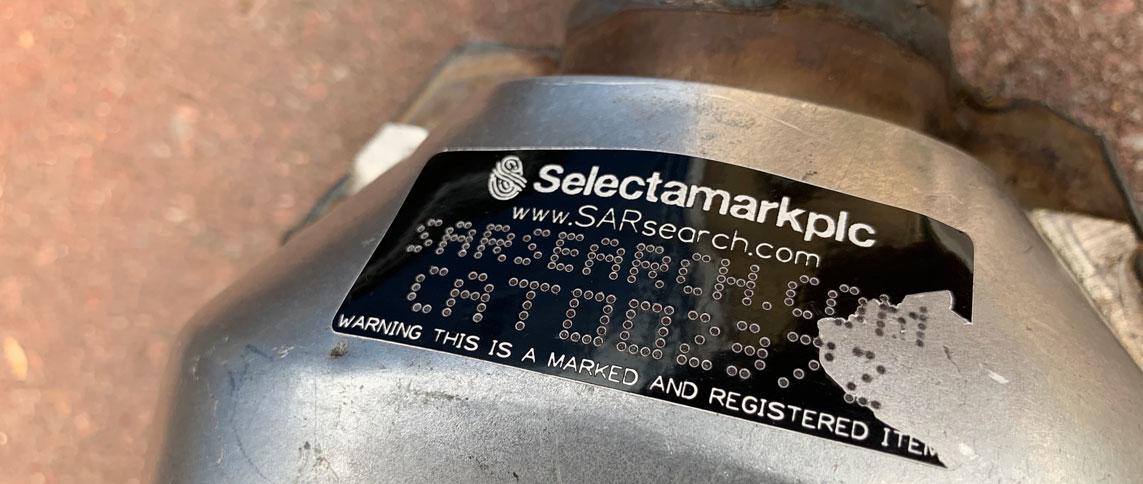 Selectamarkplc
www.SARsearch.com
SARSEARCH.COM
WARNING THIS IS A MARKED AND REGISTERED ITEM